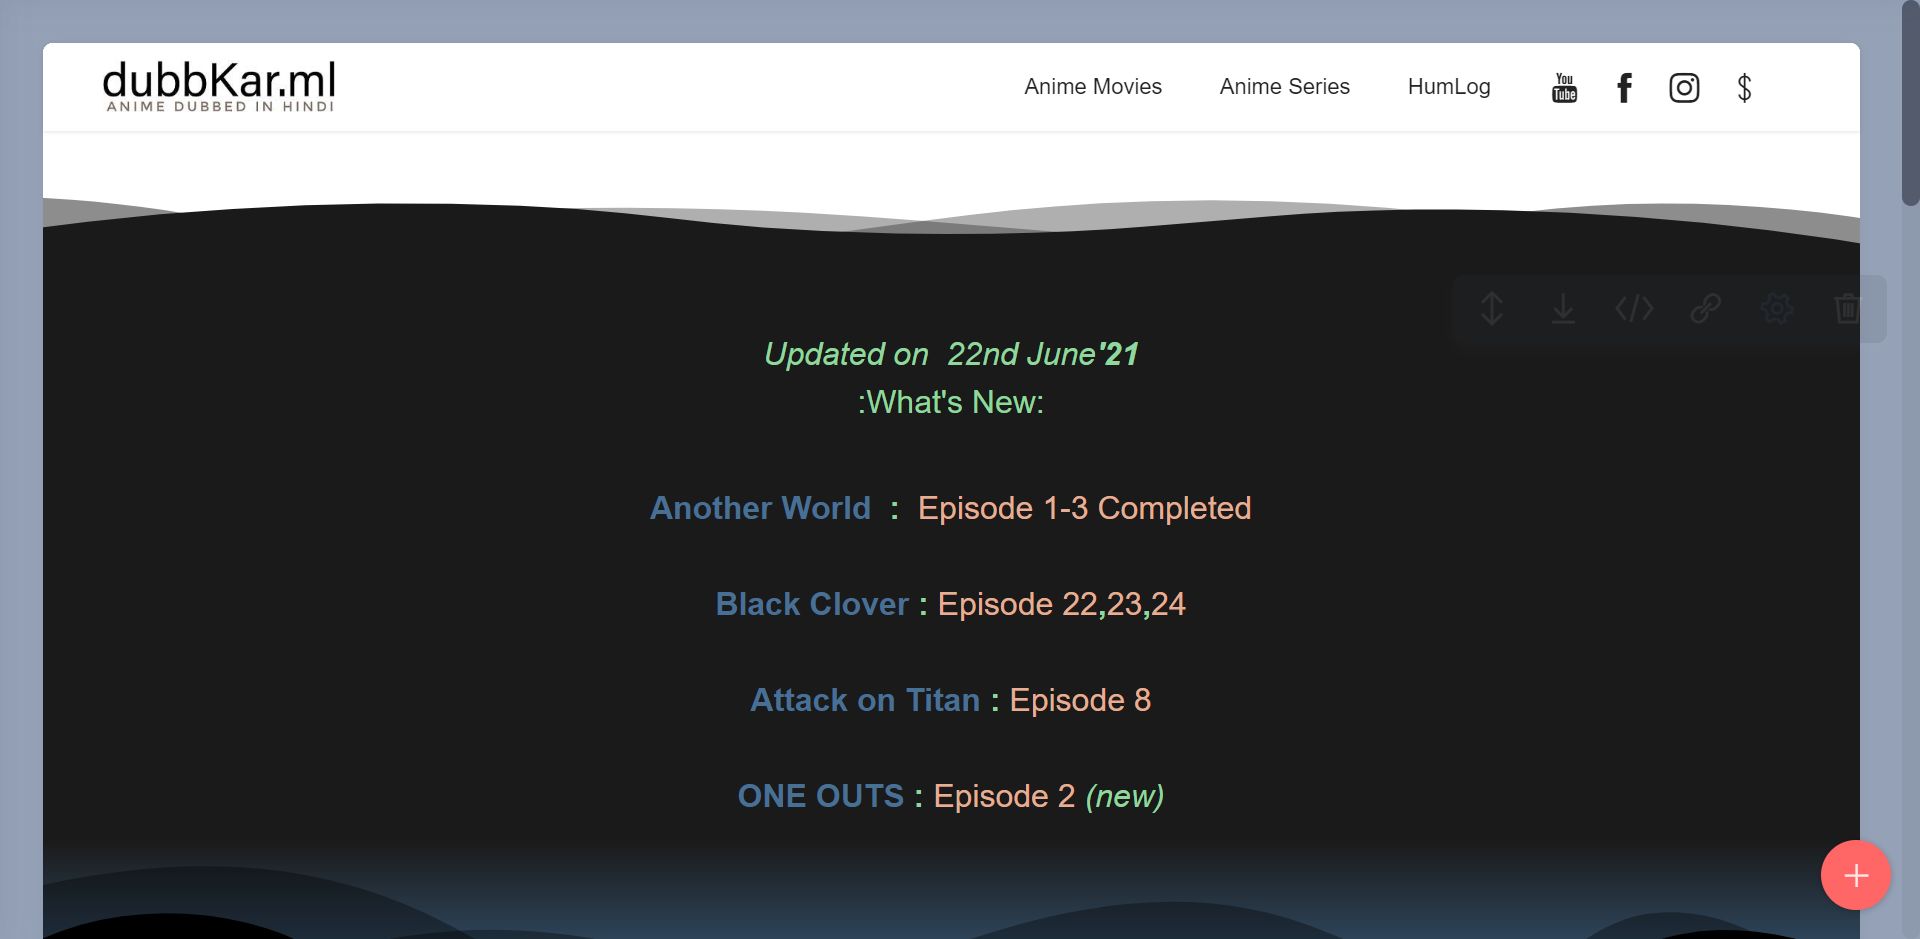 dubbKar.ml
ANIME DUBBED IN HINDI
Anime Movies Anime Series HumLog You Tube
Updated on 22nd June'21
:What's New:
Another World : Episode 1-3 Completed
Black Clover : Episode 22,23,24
Attack on Titan : Episode 8
ONE OUTS : Episode 2 (new)